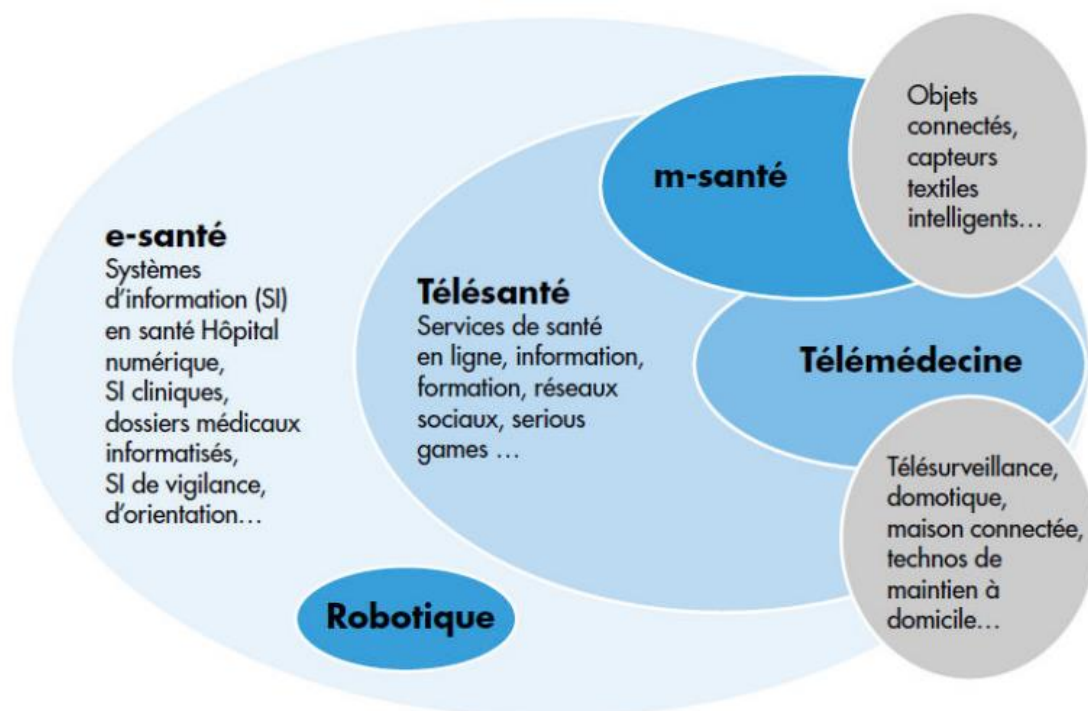 e-santé
Systèmes
d'information (SI)
en santé Hôpital
numérique,
SI cliniques,
dossiers médicaux
informatisés,
SI de vigilance,
d'orientation…
Télésanté
Services de santé
en ligne, information,
formation, réseaux
sociaux, serious
games …
m-santé
Objets
connectés,
capteurs
textiles
intelligents…
Télémédecine
Télésurveillance,
domotique,
maison connectée,
technos de
maintien à
domicile…
Robotique